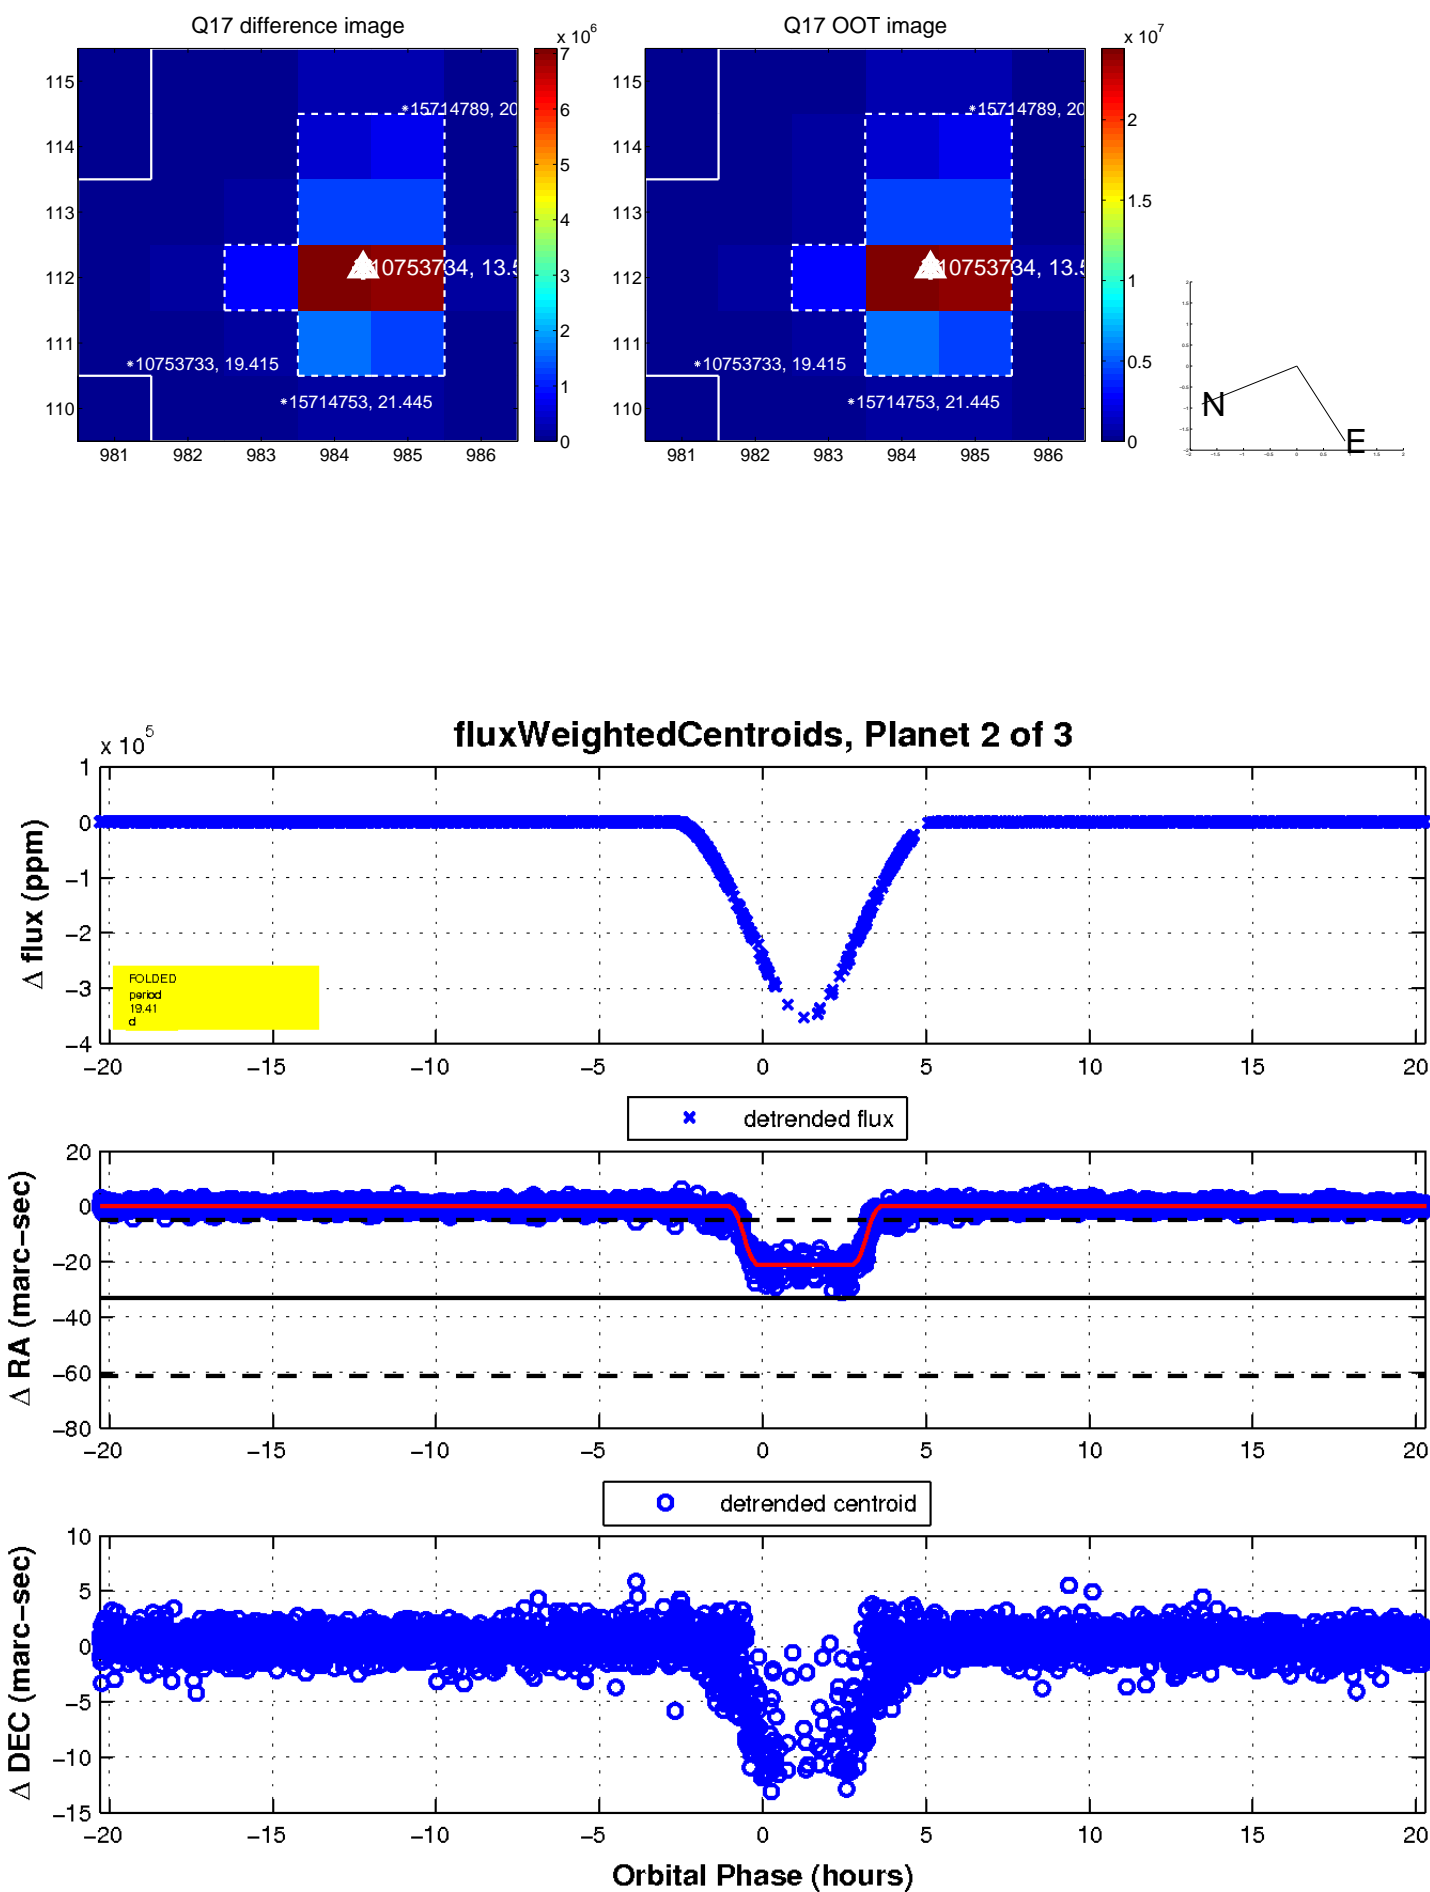 Q17 difference image
x 10^6
115
114
113
112
111
110
981 982 983 984 985 986
7
6
5
4
3
2
1
0
*15714789, 20
10753734, 13.5
*10753733, 19.415
*15714753, 21.445
Q17 OOT image
x 10^7
115
114
113
112
111
110
981 982 983 984 985 986
2
1.5
1
0.5
0
*15714789, 20
10753734, 13.5
*10753733, 19.415
*15714753, 21.445
N
E
fluxWeightedCentroids, Planet 2 of 3
x 10^5
Δ flux (ppm)
1
0
−1
−2
−3
−4
FOLDED
period
19.41
d
−20 −15 −10 −5 0 5 10 15 20
detrended flux
Δ RA (marc−sec)
20
0
−20
−40
−60
−80
−20 −15 −10 −5 0 5 10 15 20
detrended centroid
Δ DEC (marc−sec)
10
5
0
−5
−10
−15
−20 −15 −10 −5 0 5 10 15 20
Orbital Phase (hours)